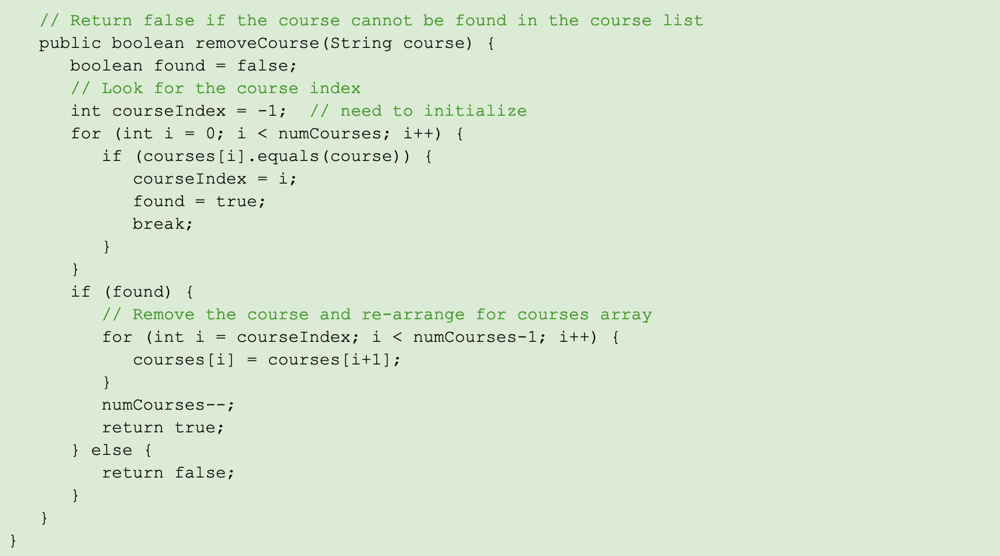 // Return false if the course cannot be found in the course list
public boolean removeCourse(String course) {
boolean found = false;
// Look for the course index
int courseIndex = -1;  // need to initialize
for (int i = 0; i < numCourses; i++) {
if (courses[i].equals(course)) {
courseIndex = i;
found = true;
break;
}
}
if (found) {
// Remove the course and re-arrange for courses array
for (int i = courseIndex; i < numCourses-1; i++) {
courses[i] = courses[i+1];
}
numCourses--;
return true;
} else {
return false;
}
}
}